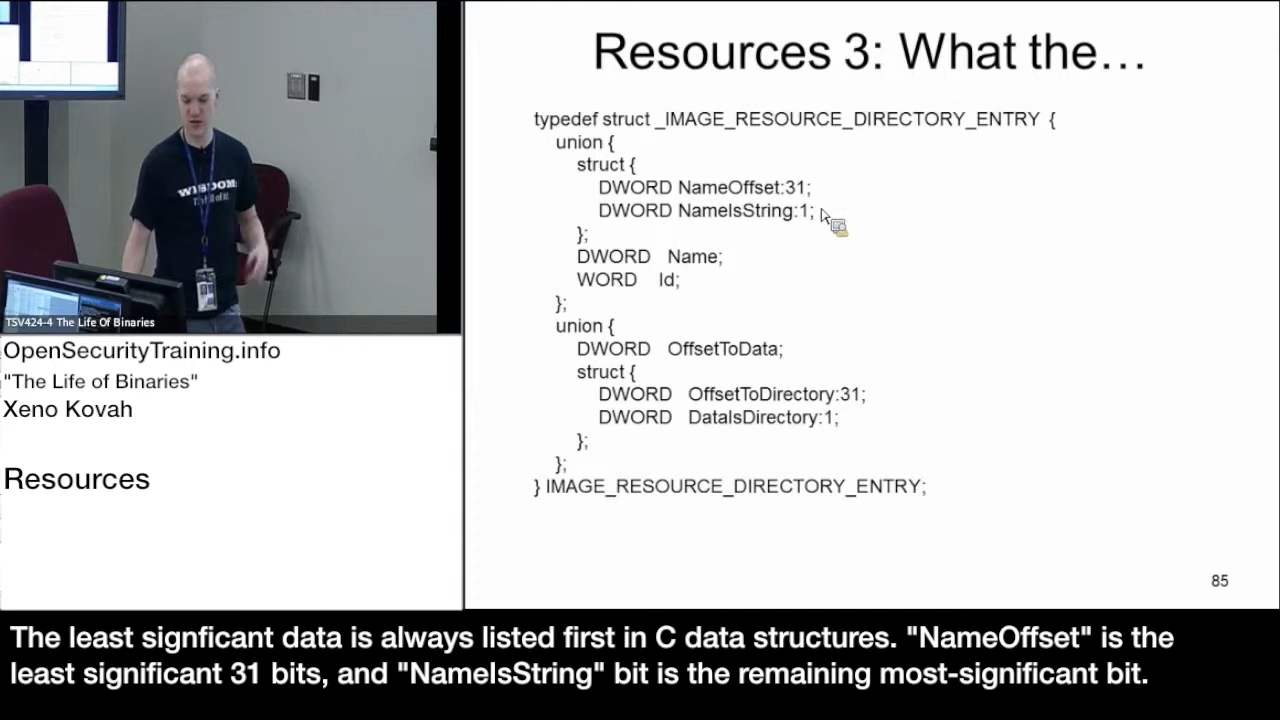 Resources 3: What the…
typedef struct _IMAGE_RESOURCE_DIRECTORY_ENTRY {
union {
struct {
DWORD NameOffset:31;
DWORD NameIsString:1;
};
DWORD Name;
WORD Id;
};
union {
DWORD OffsetToData;
struct {
DWORD OffsetToDirectory:31;
DWORD DataIsDirectory:1;
};
};
} IMAGE_RESOURCE_DIRECTORY_ENTRY;
85
WISDOM:
TSV424-4 The Life Of Binaries
OpenSecurityTraining.info
"The Life of Binaries"
Xeno Kovah
Resources
The least signficant data is always listed first in C data structures. "NameOffset" is the
least significant 31 bits, and "NameIsString" bit is the remaining most-significant bit.